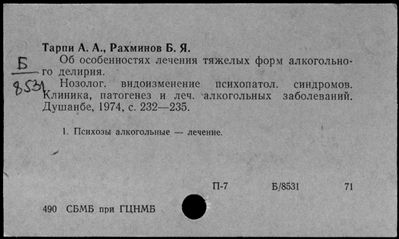 Тарпи А. А., Рахминов Б. Я.
Об особенностях лечения тяжелых форм алкогольно-
го делирия.
Б
8531
Нозолог. видоизменение психопатол. синдромов.
Клиника, патогенез и леч. алкогольных заболеваний.
Душанбе, 1974, с. 232—235.
1. Психозы алкогольные — лечение.
П-7 Б/8531 71
490 СБМБ при ГЦНМБ